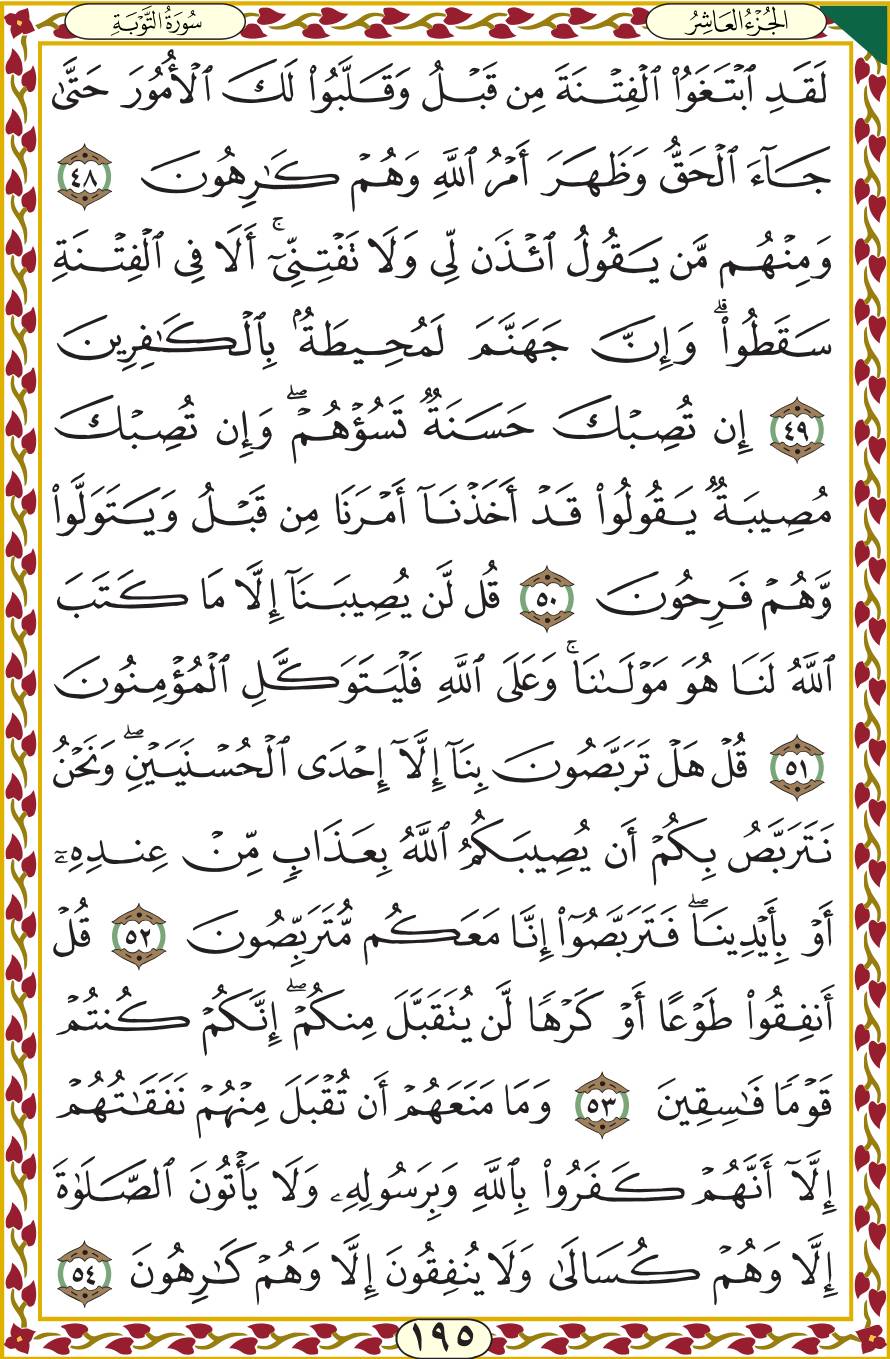 الجُزْءُ العَاشِرُ
سُورَةُ التَّوْبَةِ
لَقَدِ ٱبْتَغَوُا۟ ٱلْفِتْنَةَ مِن قَبْلُ وَقَلَّبُوا۟ لَكَ ٱلْأُمُورَ حَتَّىٰ
جَآءَ ٱلْحَقُّ وَظَهَرَ أَمْرُ ٱللَّهِ وَهُمْ كَٰرِهُونَ ٤٨
وَمِنْهُم مَّن يَقُولُ ٱئْذَن لِّى وَلَا تَفْتِنِّىٓ ۚ أَلَا فِى ٱلْفِتْنَةِ
سَقَطُوا۟ ۗ وَإِنَّ جَهَنَّمَ لَمُحِيطَةٌۢ بِٱلْكَٰفِرِينَ
٤٩ إِن تُصِبْكَ حَسَنَةٌ تَسُؤْهُمْ ۖ وَإِن تُصِبْكَ
مُصِيبَةٌ يَقُولُوا۟ قَدْ أَخَذْنَآ أَمْرَنَا مِن قَبْلُ وَيَتَوَلَّوا۟
وَّهُمْ فَرِحُونَ ٥٠ قُل لَّن يُصِيبَنَآ إِلَّا مَا كَتَبَ
ٱللَّهُ لَنَا هُوَ مَوْلَىٰنَا ۚ وَعَلَى ٱللَّهِ فَلْيَتَوَكَّلِ ٱلْمُؤْمِنُونَ
٥١ قُلْ هَلْ تَرَبَّصُونَ بِنَآ إِلَّآ إِحْدَى ٱلْحُسْنَيَيْنِ ۖ وَنَحْنُ
نَتَرَبَّصُ بِكُمْ أَن يُصِيبَكُمُ ٱللَّهُ بِعَذَابٍ مِّنْ عِندِهِۦٓ
أَوْ بِأَيْدِينَا ۖ فَتَرَبَّصُوٓا۟ إِنَّا مَعَكُم مُّتَرَبِّصُونَ ٥٢ قُلْ
أَنفِقُوا۟ طَوْعًا أَوْ كَرْهًا لَّن يُتَقَبَّلَ مِنكُمْ ۖ إِنَّكُمْ كُنتُمْ
قَوْمًا فَٰسِقِينَ ٥٣ وَمَا مَنَعَهُمْ أَن تُقْبَلَ مِنْهُمْ نَفَقَٰتُهُمْ
إِلَّآ أَنَّهُمْ كَفَرُوا۟ بِٱللَّهِ وَبِرَسُولِهِۦ وَلَا يَأْتُونَ ٱلصَّلَوٰةَ
إِلَّا وَهُمْ كُسَالَىٰ وَلَا يُنفِقُونَ إِلَّا وَهُمْ كَٰرِهُونَ ٥٤
١٩٥